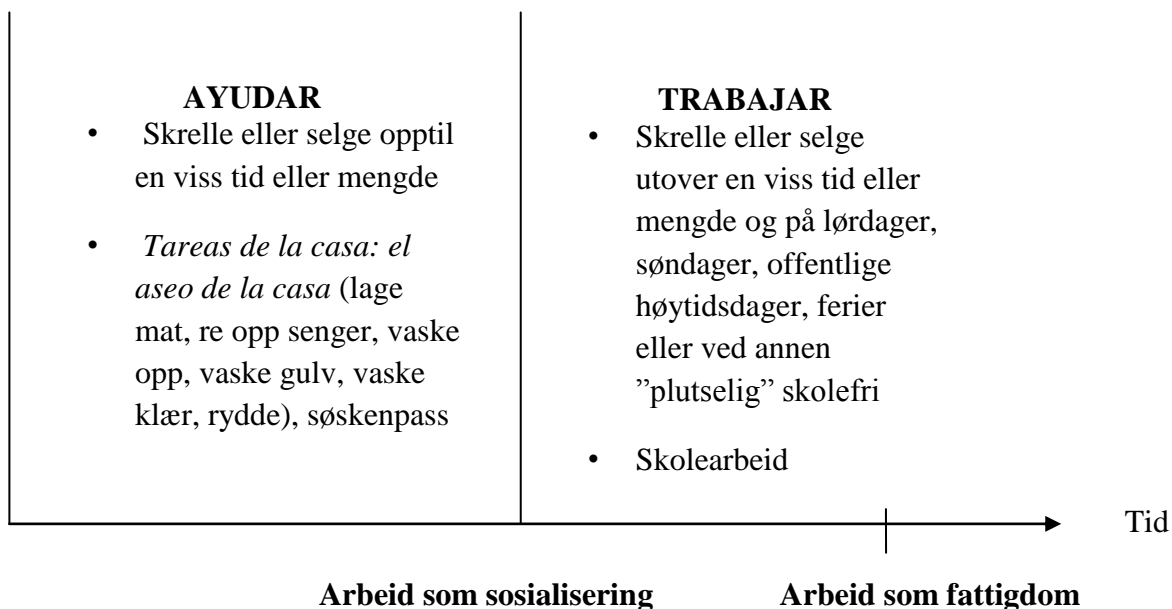 AYUDAR
• Skrelle eller selge opptil
en viss tid eller mengde
• Tareas de la casa: el
aseo de la casa (lage
mat, re opp senger, vaske
opp, vaske gulv, vaske
klær, rydde), søskenpass
TRABAJAR
• Skrelle eller selge
utover en viss tid eller
mengde og på lørdager,
søndager, offentlige
høytidsdager, ferier
eller ved annen
”plutselig” skolefri
• Skolearbeid
Tid
Arbeid som sosialisering
Arbeid som fattigdom